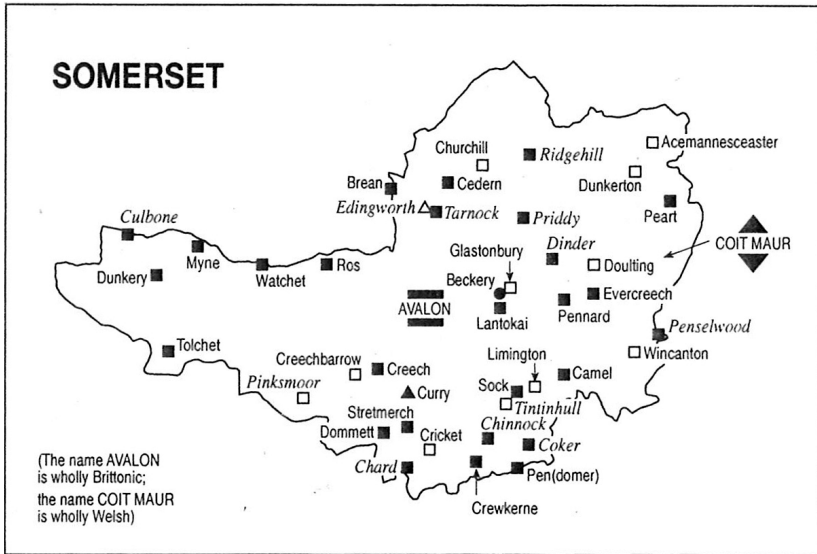 SOMERSET
Acemannesceaster
Churchill
Ridgehill
Dunkerton
Brean
Cedern
Edingworth
Tarnock
Priddy
Peart
Culbone
Myne
Dunkery
Watchet
Ros
Glastonbury
Dinder
COIT MAUR
Doulting
Beckery
AVALON
Lantokai
Evercreech
Pennard
Penselwood
Tolchet
Creechbarrow
Creech
Limington
Wincanton
Camel
Pinksmoor
Curry
Sock
Tintinhull
Stretmerch
Dommett
Cricket
Chinnock
Coker
Chard
Pen(domer)
Crewkerne
(The name AVALON
is wholly Brittonic;
the name COIT MAUR
is wholly Welsh)